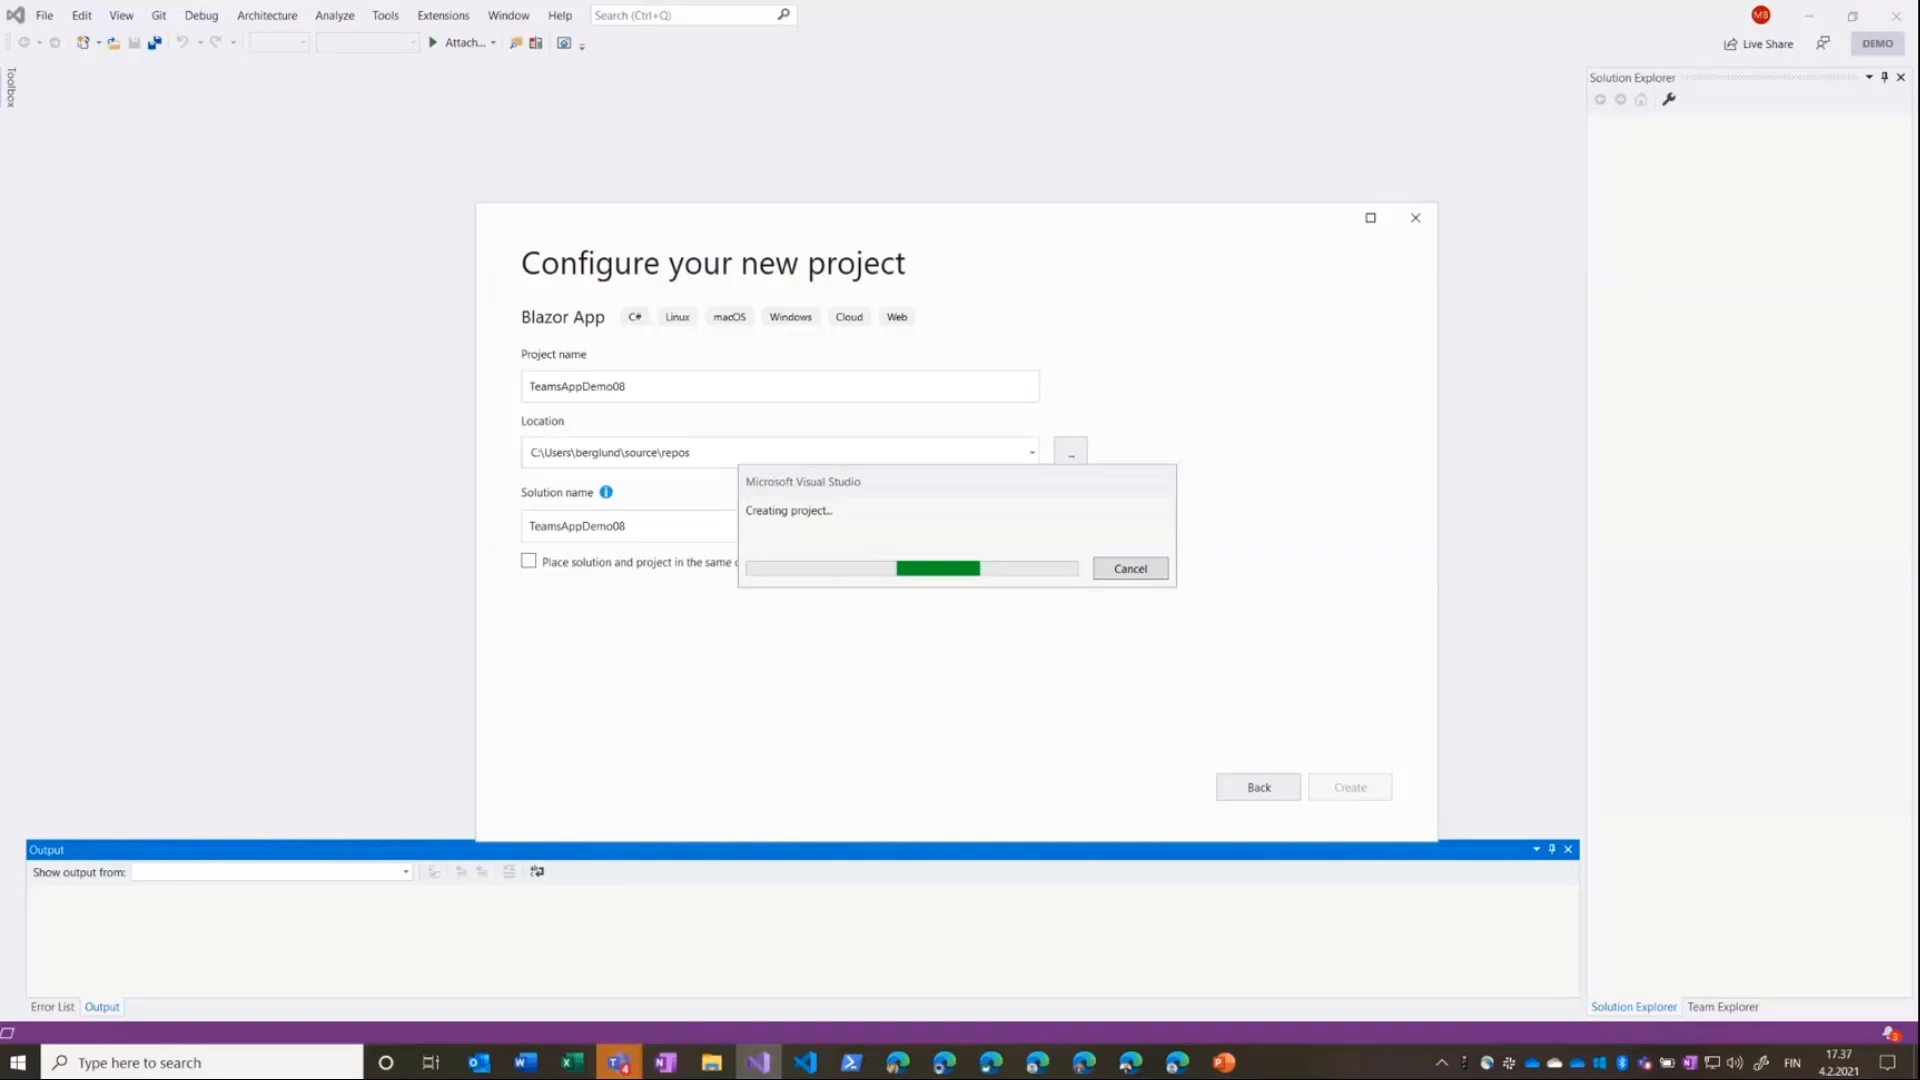 File Edit View Git Debug Architecture Analyze Tools Extensions Window Help Search (Ctrl+Q) MB
Attach... Live Share DEMO
Toolbox
Solution Explorer
Configure your new project
Blazor App C# Linux macOS Windows Cloud Web
Project name
TeamsAppDemo08
Location
C:\Users\berglund\source\repos
...
Solution name
TeamsAppDemo08
Place solution and project in the same
Microsoft Visual Studio
Creating project...
Cancel
Back Create
Output
Show output from:
Error List Output
Solution Explorer Team Explorer
3
Type here to search
4
FIN
17.37
4.2.2021